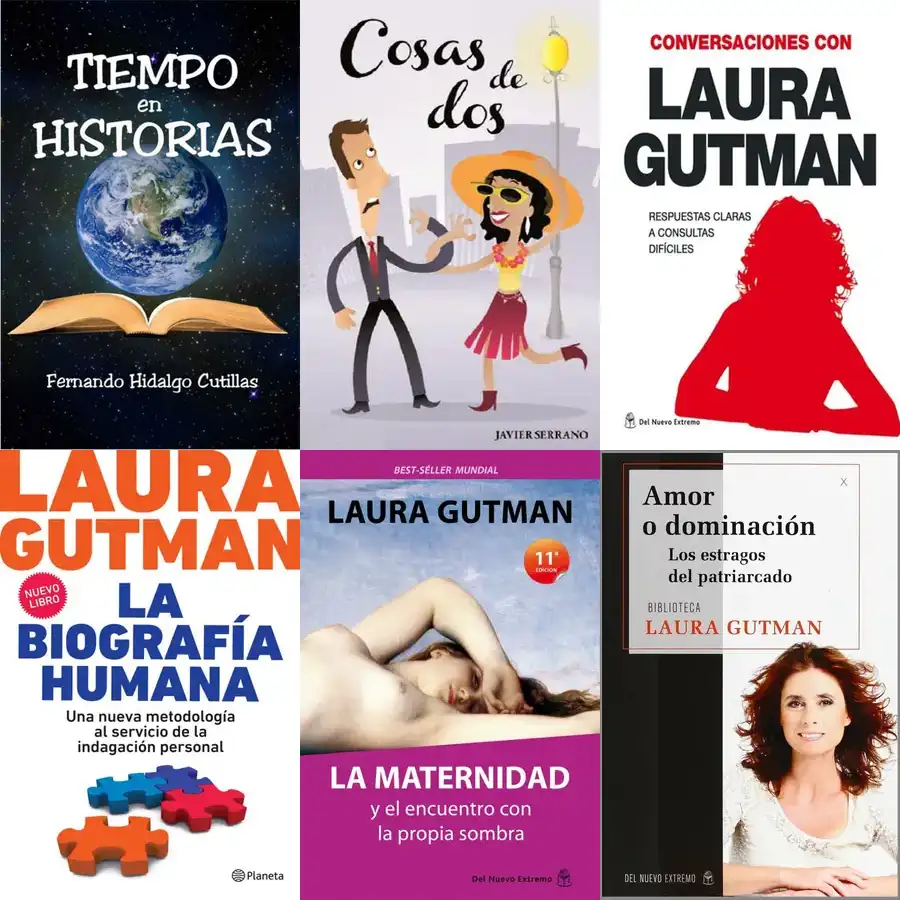 TIEMPO
en
HISTORIAS
Fernando Hidalgo Cutillas
Cosas
de
dos
JAVIER SERRANO
CONVERSACIONES CON
LAURA
GUTMAN
RESPUESTAS CLARAS
A CONSULTAS
DIFÍCILES
Del Nuevo Extremo
LAURA
GUTMAN
NUEVO
LIBRO
LA
BIOGRAFÍA
HUMANA
Una nueva metodología
al servicio de la
indagación personal
Planeta
BEST-SÉLLER MUNDIAL
LAURA GUTMAN
11ª
EDICION
LA MATERNIDAD
y el encuentro con
la propia sombra
Del Nuevo Extremo
X
Amor
o dominación
Los estragos
del patriarcado
BIBLIOTECA
LAURA GUTMAN
DEL NUEVO EXTREMO